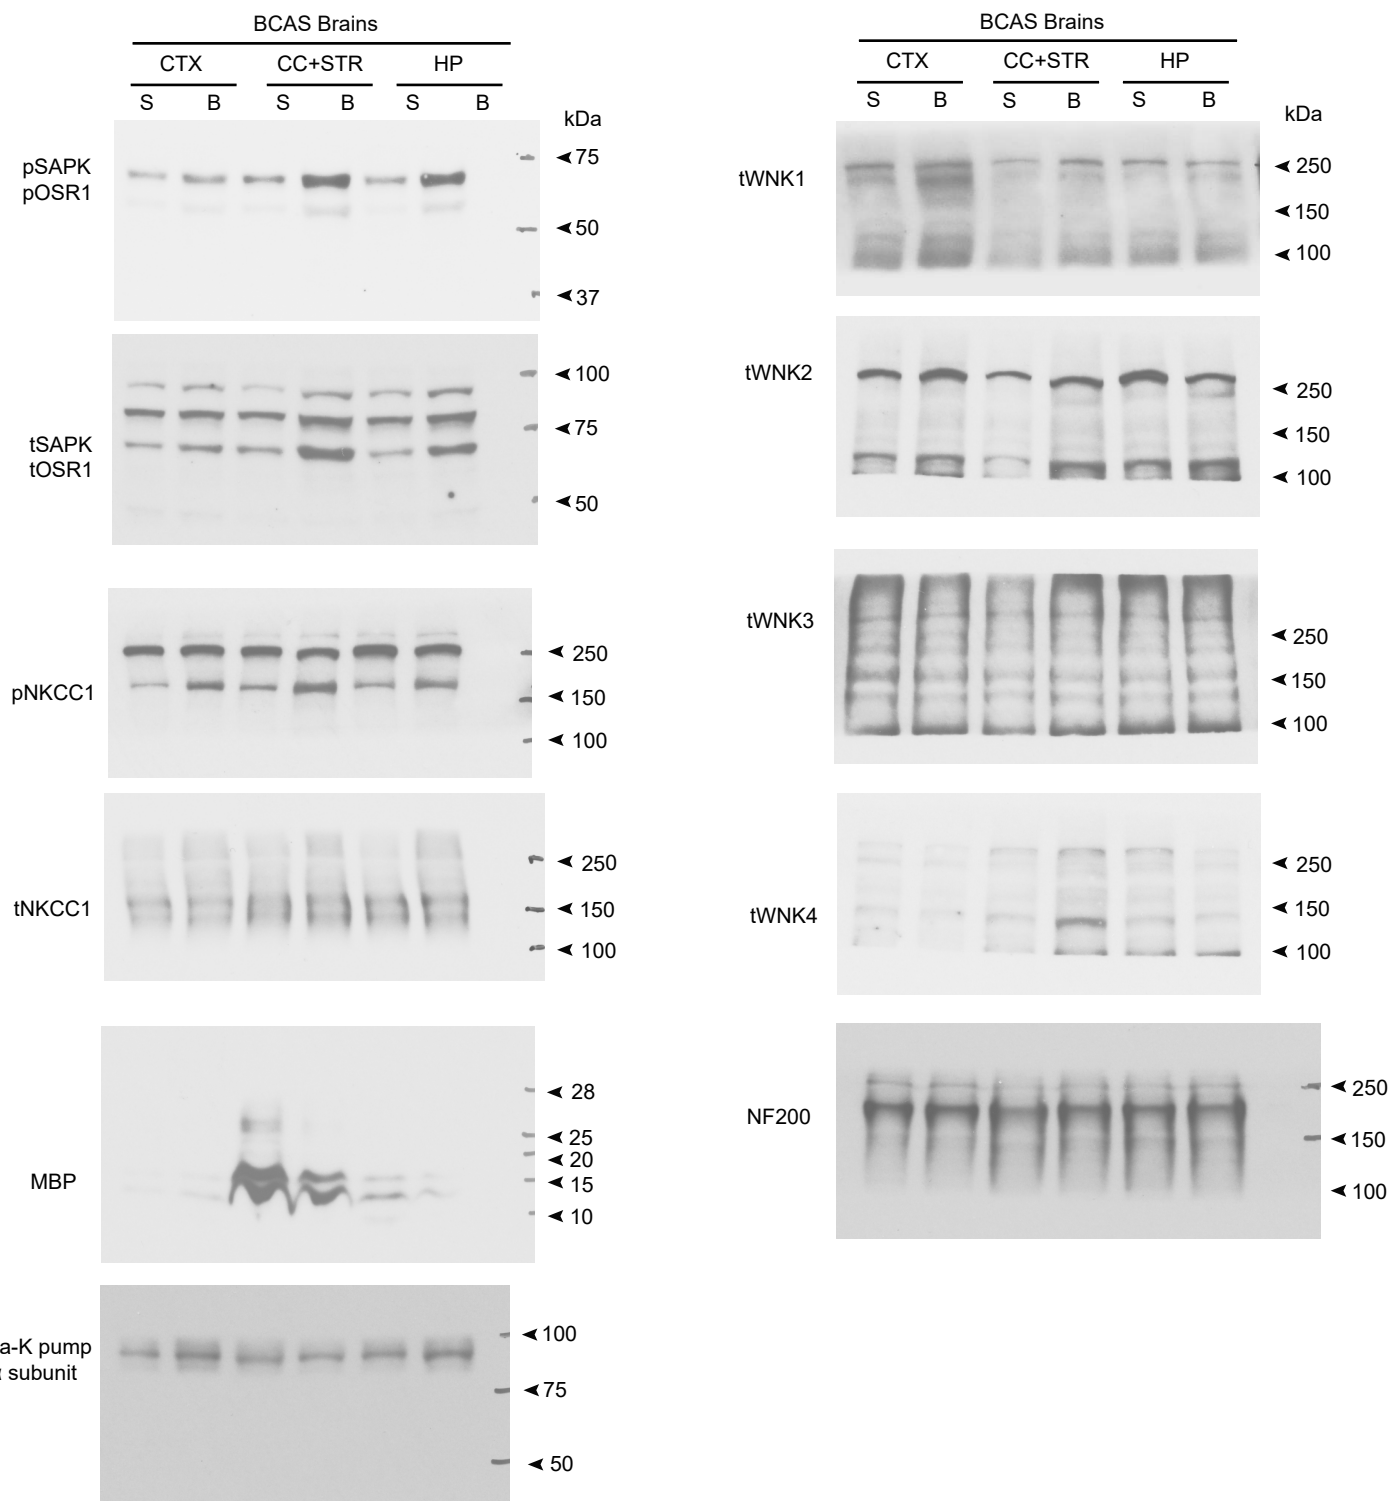 BCAS Brains
CTX CC+STR HP
S B S B S B
kDa
pSAPK
pOSR1
75
50
37
tSAPK
tOSR1
100
75
50
pNKCC1
250
150
100
tNKCC1
250
150
100
MBP
28
25
20
15
10
a-K pump
subunit
100
75
50
BCAS Brains
CTX CC+STR HP
S B S B S B
kDa
tWNK1
250
150
100
tWNK2
250
150
100
tWNK3
250
150
100
tWNK4
250
150
100
NF200
250
150
100